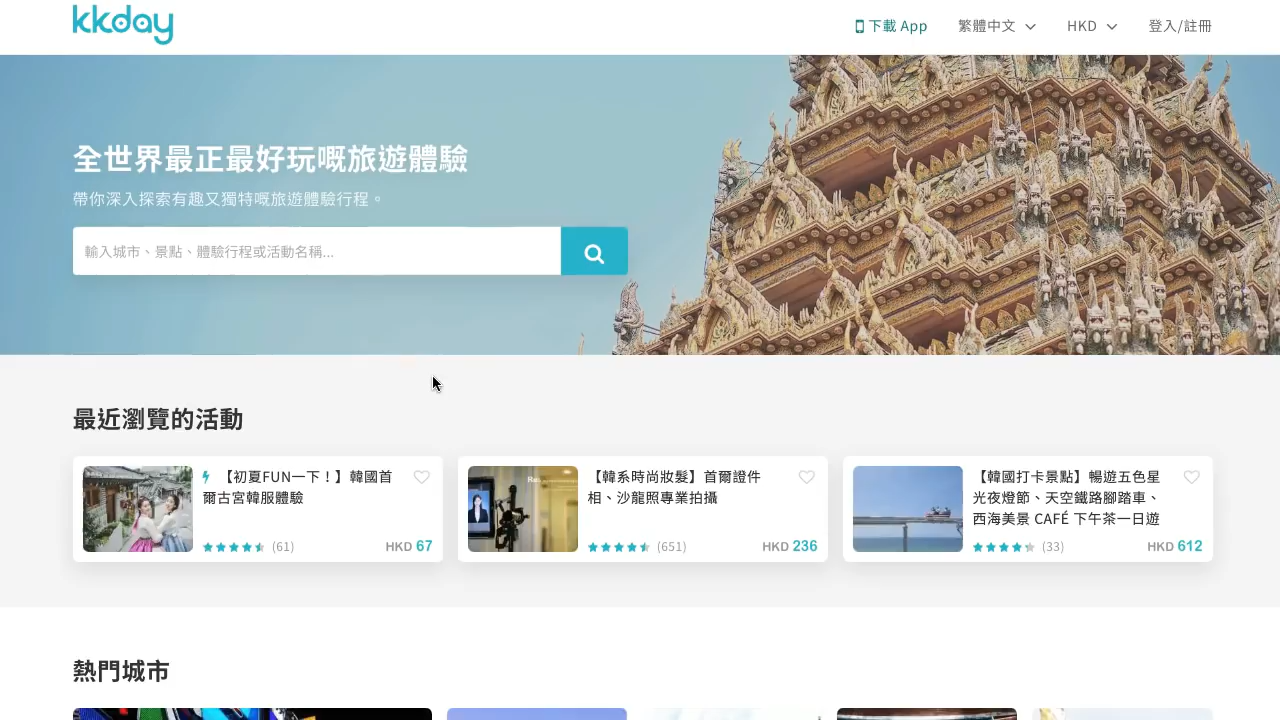 kkday
下載 App
繁體中文
HKD
登入/註冊
全世界最正最好玩嘅旅遊體驗
帶你深入探索有趣又獨特嘅旅遊體驗行程。
輸入城市、景點、體驗行程或活動名稱...
最近瀏覽的活動
【初夏FUN一下！】韓國首
爾古宮韓服體驗
(61)
HKD 67
【韓系時尚妝髮】首爾證件
相、沙龍照專業拍攝
(651)
HKD 236
【韓國打卡景點】暢遊五色星
光夜燈節、天空鐵路腳踏車、
西海美景 CAFÉ 下午茶一日遊
(33)
HKD 612
熱門城市